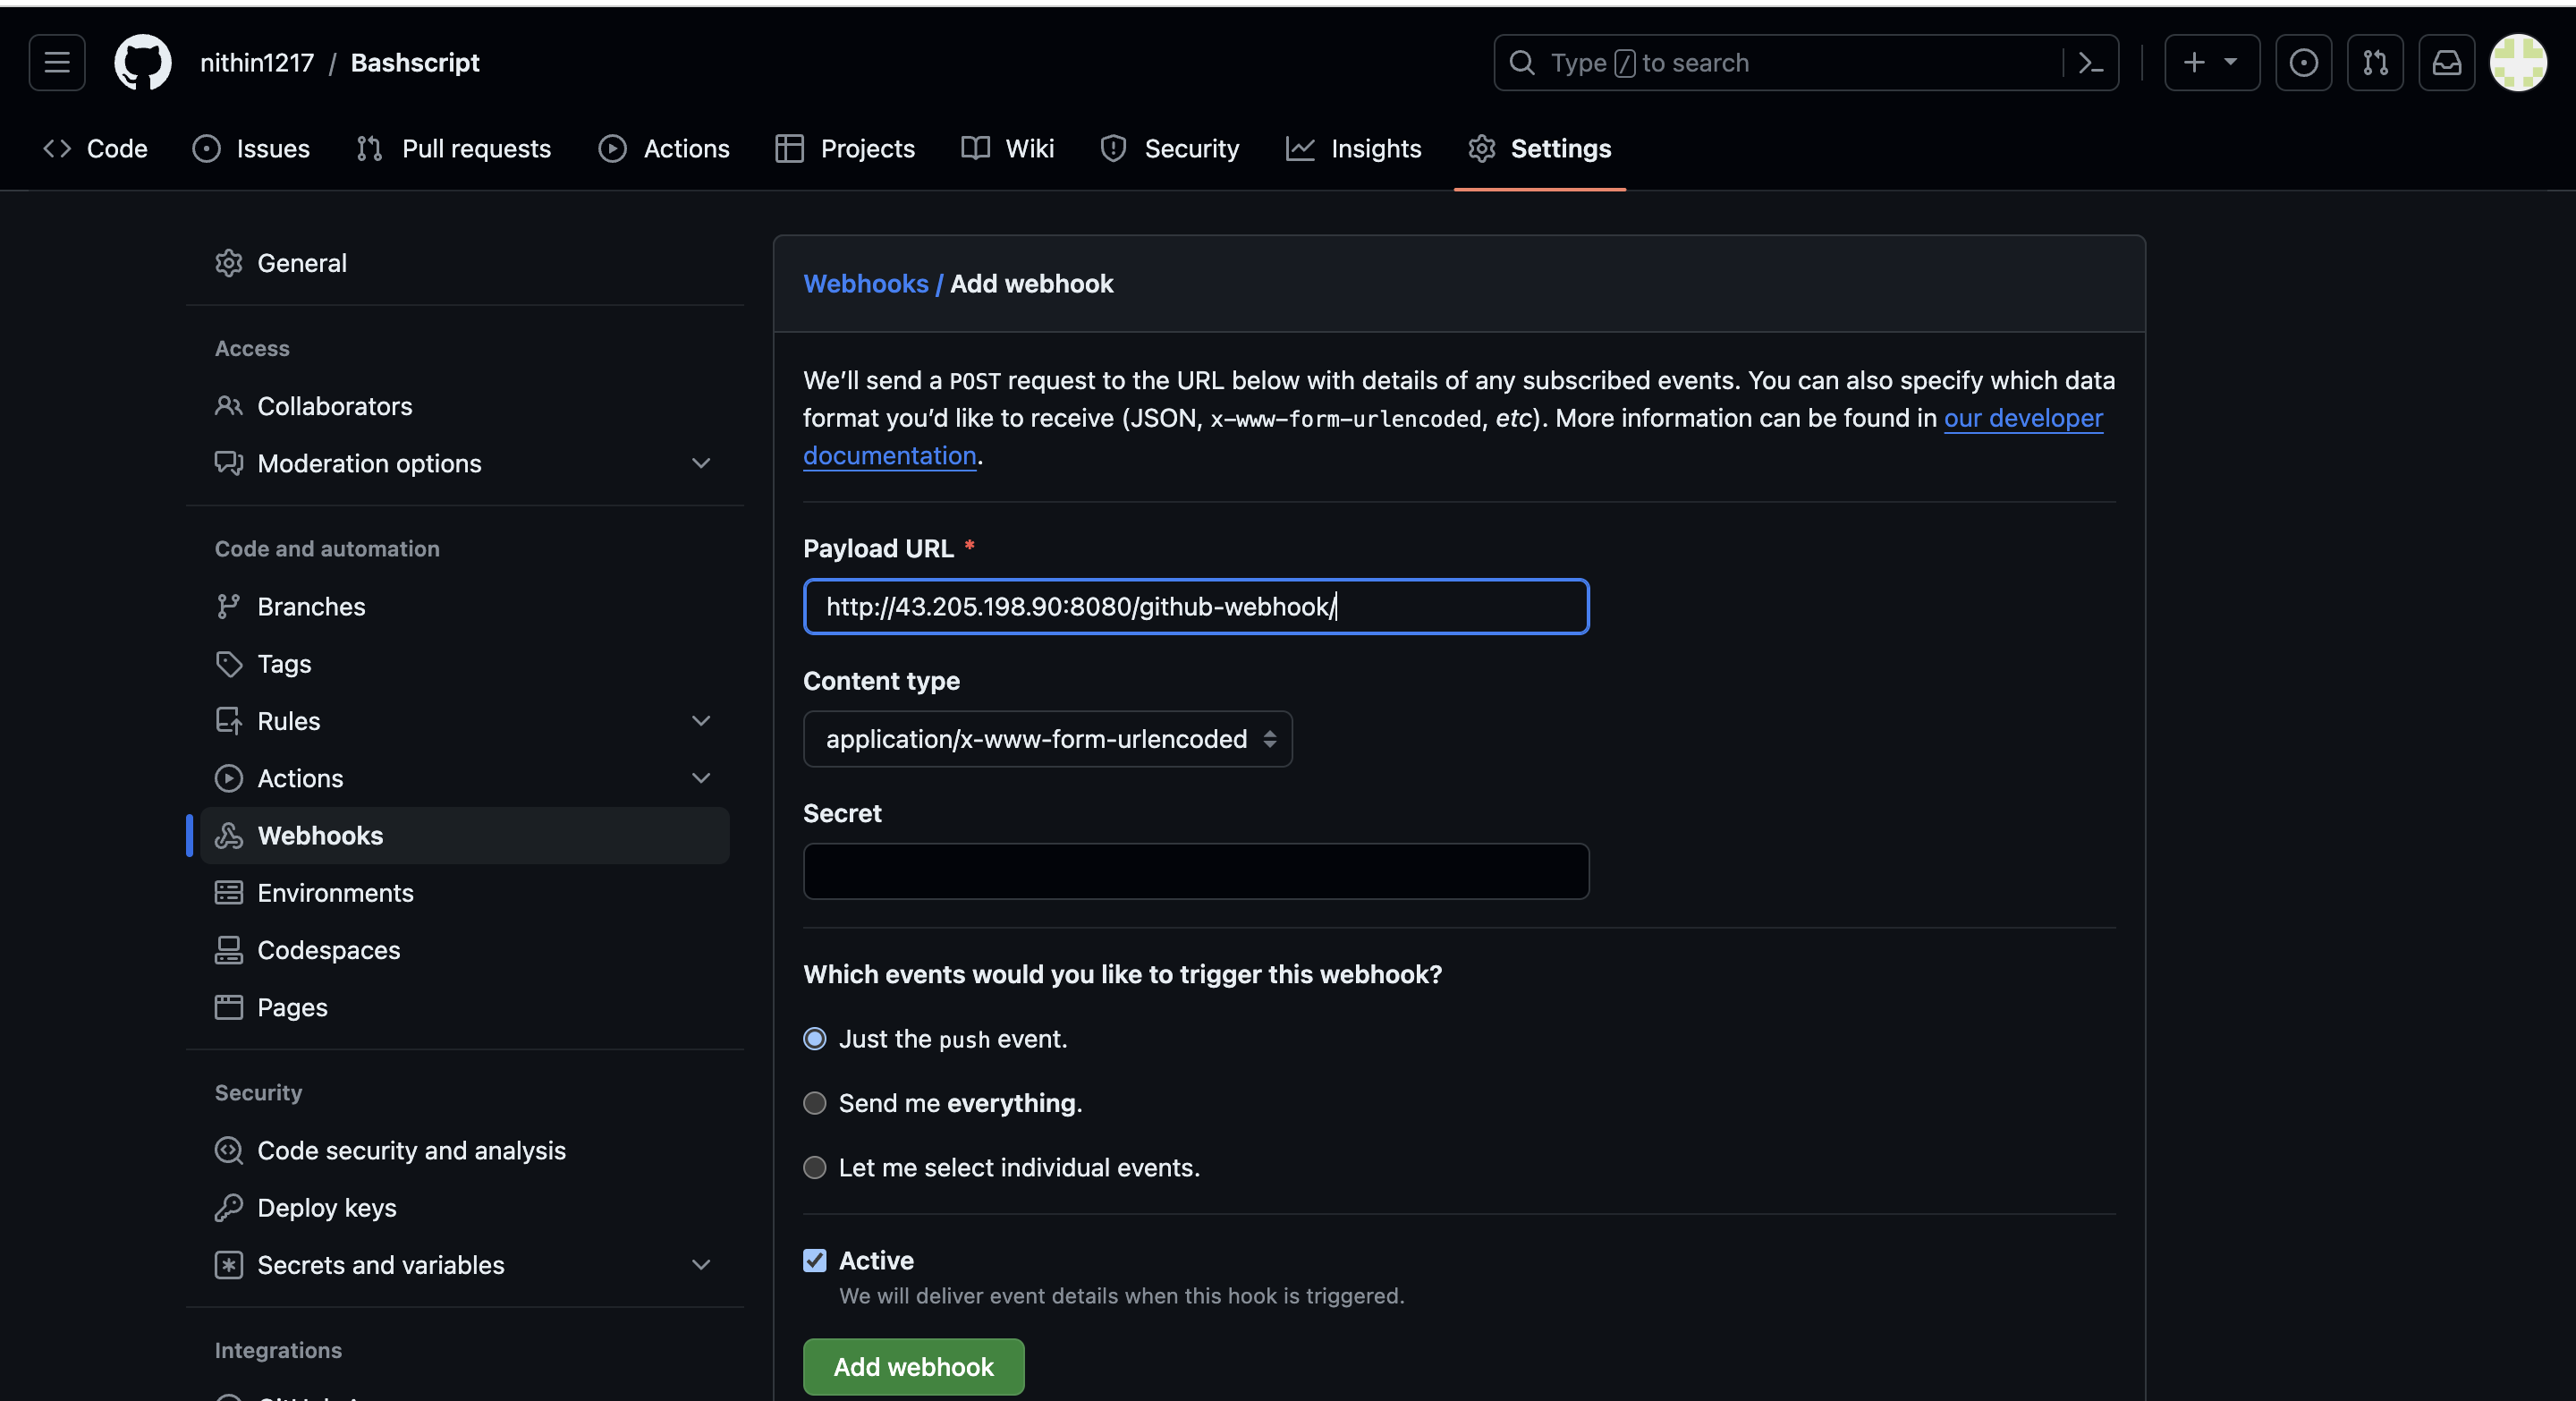 nithin1217 / Bashscript
Type / to search
Code Issues Pull requests Actions Projects Wiki Security Insights Settings
General
Access
Collaborators
Moderation options
Code and automation
Branches
Tags
Rules
Actions
Webhooks
Environments
Codespaces
Pages
Security
Code security and analysis
Deploy keys
Secrets and variables
Integrations
Webhooks / Add webhook
We’ll send a POST request to the URL below with details of any subscribed events. You can also specify which data
format you’d like to receive (JSON, x-www-form-urlencoded, etc). More information can be found in our developer
documentation.
Payload URL *
http://43.205.198.90:8080/github-webhook/
Content type
application/x-www-form-urlencoded
Secret
Which events would you like to trigger this webhook?
Just the push event.
Send me everything.
Let me select individual events.
Active
We will deliver event details when this hook is triggered.
Add webhook